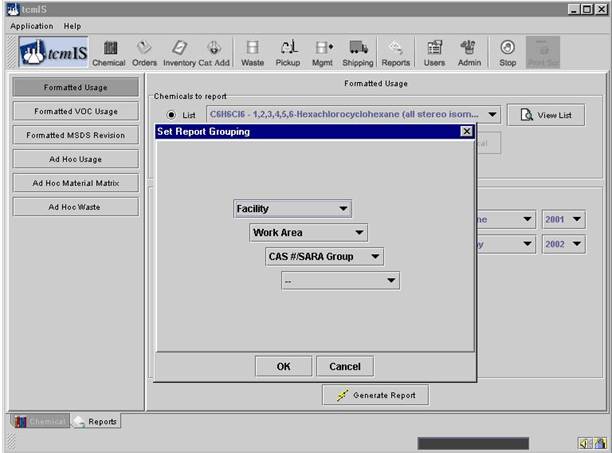 tcmIS
Application Help
tcmIS
Chemical Orders Inventory Cat Add Waste Pickup Mgmt Shipping Reports Users Admin Stop Print Scr
Formatted Usage
Formatted VOC Usage
Formatted MSDS Revision
Ad Hoc Usage
Ad Hoc Material Matrix
Ad Hoc Waste
Formatted Usage
Chemicals to report
List C6H6Cl6 - 1,2,3,4,5,6-Hexachlorocyclohexane (all stereo isom... View List
Set Report Grouping
cal
Facility
Work Area
CAS #/SARA Group
--
ne 2001
y 2002
OK Cancel
Generate Report
Chemical Reports